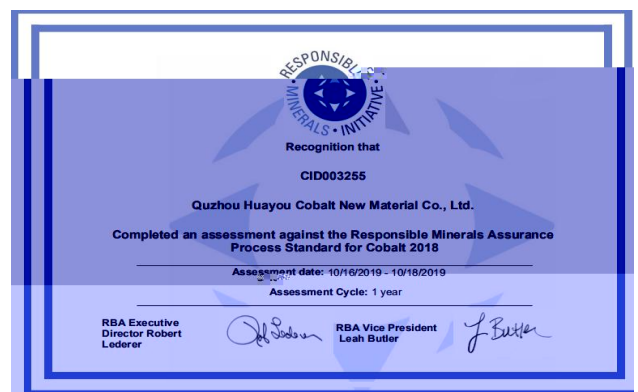 RESPONSIBLE
MINERALS • INITIATIVE
Recognition that
CID003255
Quzhou Huayou Cobalt New Material Co., Ltd.
Completed an assessment against the Responsible Minerals Assurance
Process Standard for Cobalt 2018
Assessment date: 10/16/2019 - 10/18/2019
Assessment Cycle: 1 year
RBA Executive
Director Robert
Lederer
RBA Vice President
Leah Butler